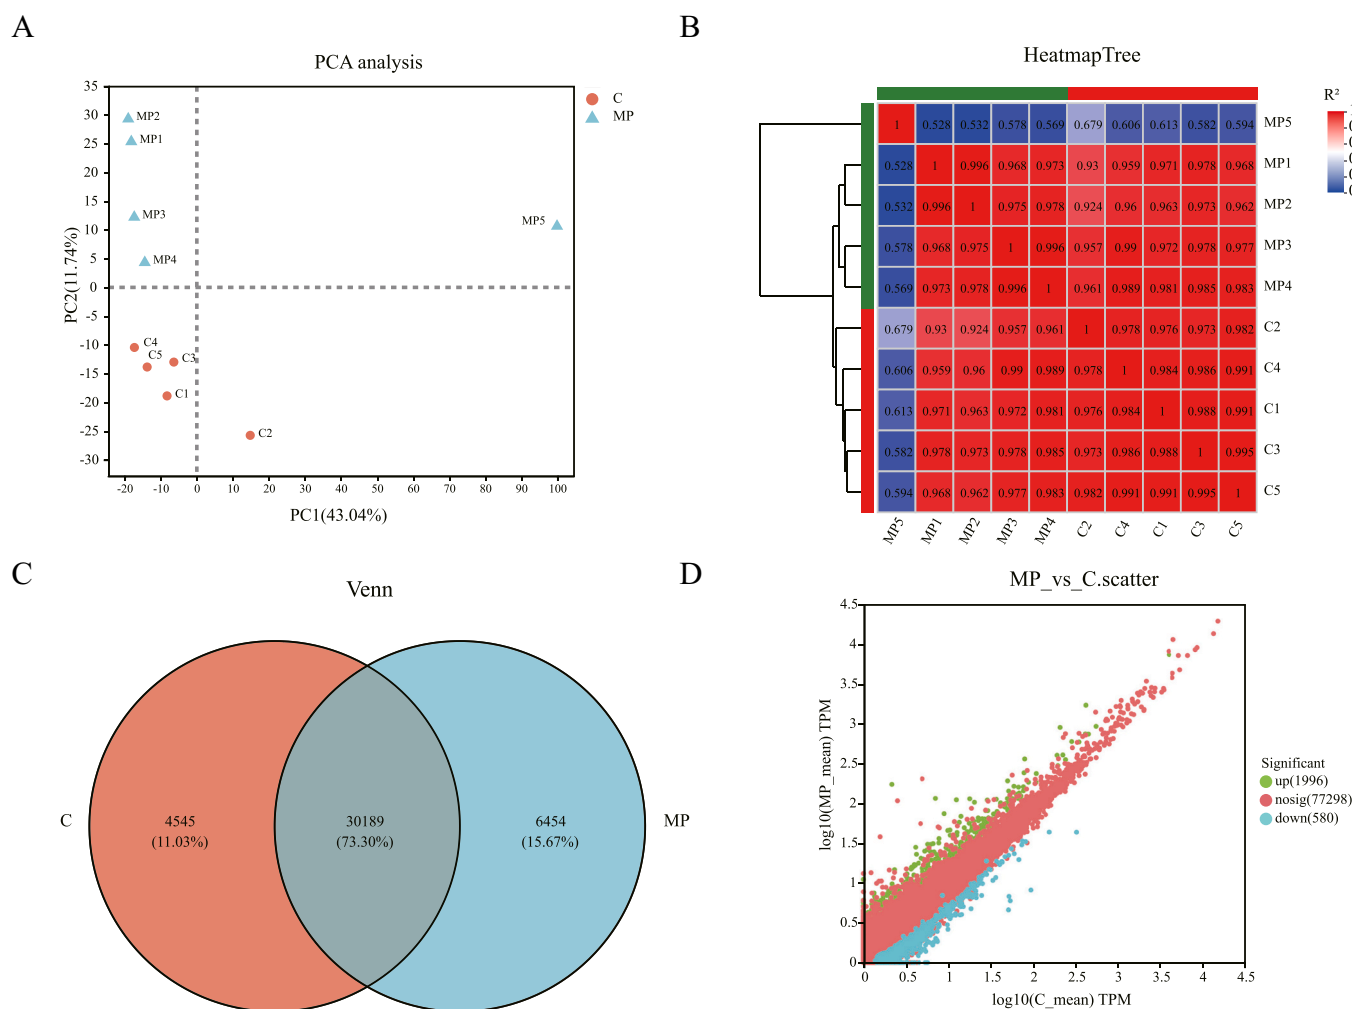 A
PCA analysis
35
30
25
20
15
10
5
0
-5
-10
-15
-20
-25
-30
PC2(11.74%)
MP2
MP1
MP3
MP4
MP5
C4
C5
C3
C1
C2
-20 -10 0 10 20 30 40 50 60 70 80 90 100
PC1(43.04%)
C
MP
B
HeatmapTree
R²
1 0.528 0.532 0.578 0.569 0.679 0.606 0.613 0.582 0.594 MP5
0.528 1 0.996 0.968 0.973 0.93 0.959 0.971 0.978 0.968 MP1
0.532 0.996 1 0.975 0.978 0.924 0.96 0.963 0.973 0.962 MP2
0.578 0.968 0.975 1 0.996 0.957 0.99 0.972 0.978 0.977 MP3
0.569 0.973 0.978 0.996 1 0.961 0.989 0.981 0.985 0.983 MP4
0.679 0.93 0.924 0.957 0.961 1 0.978 0.976 0.973 0.982 C2
0.606 0.959 0.96 0.99 0.989 0.978 1 0.984 0.986 0.991 C4
0.613 0.971 0.963 0.972 0.981 0.976 0.984 1 0.988 0.991 C1
0.582 0.978 0.973 0.978 0.985 0.973 0.986 0.988 1 0.995 C3
0.594 0.968 0.962 0.977 0.983 0.982 0.991 0.991 0.995 1 C5
MP5 MP1 MP2 MP3 MP4 C2 C4 C1 C3 C5
C
Venn
C
4545
(11.03%)
30189
(73.30%)
6454
(15.67%)
MP
D
MP_vs_C.scatter
4.5
4
3.5
3
2.5
2
1.5
1
0.5
0
log10(MP_mean) TPM
0 0.5 1 1.5 2 2.5 3 3.5 4 4.5
log10(C_mean) TPM
Significant
up(1996)
nosig(77298)
down(580)